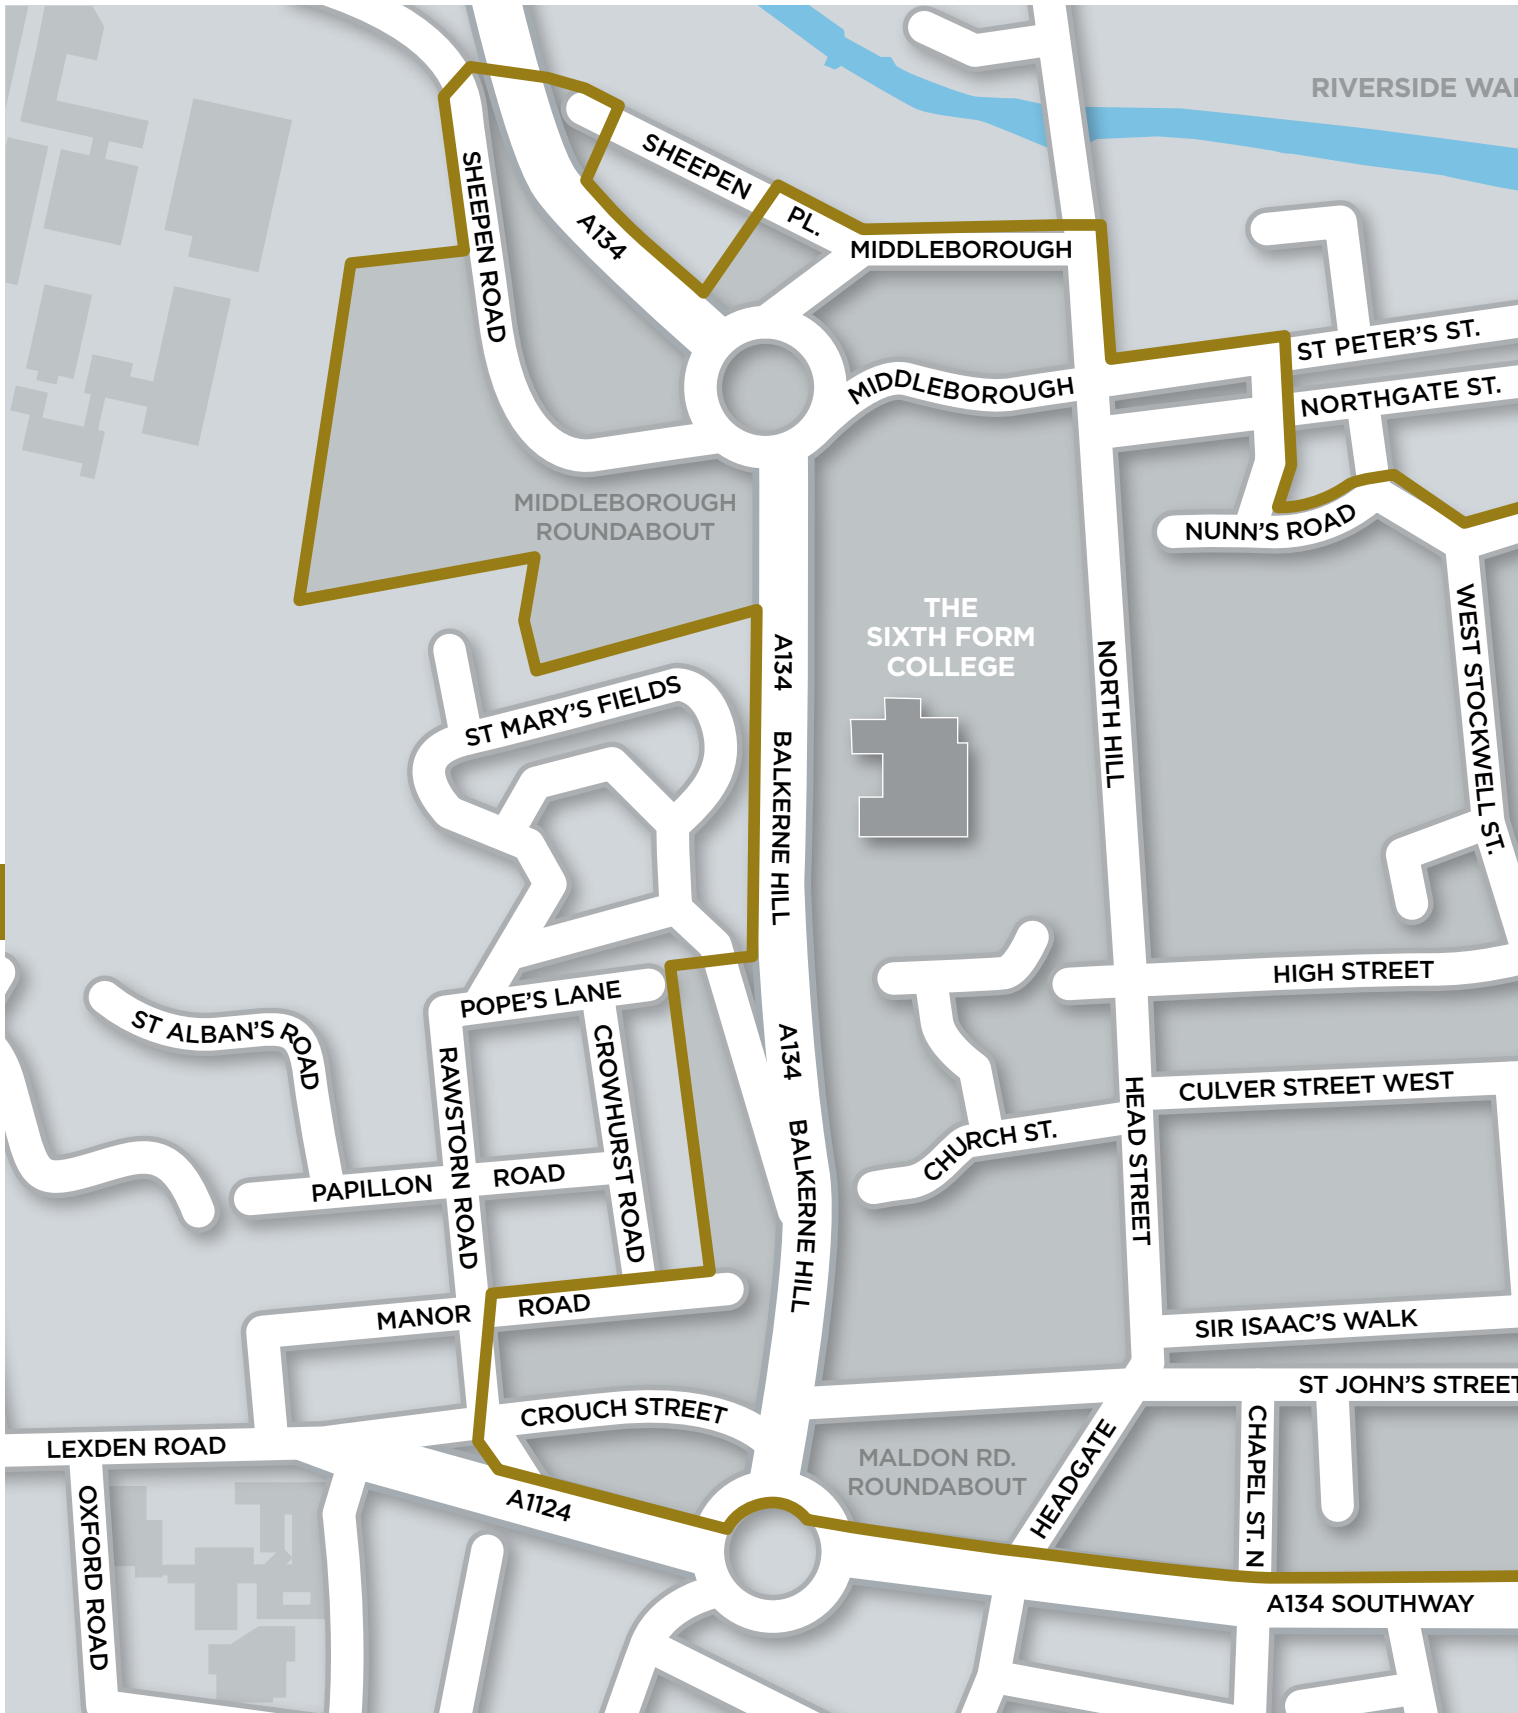 RIVERSIDE WAL
SHEEPEN
PL.
SHEEPEN ROAD
A134
MIDDLEBOROUGH
ST PETER'S ST.
MIDDLEBOROUGH
NORTHGATE ST.
MIDDLEBOROUGH
ROUNDABOUT
NUNN'S ROAD
THE
SIXTH FORM
COLLEGE
WEST STOCKWELL ST.
A134
BALKERNE HILL
NORTH HILL
ST MARY'S FIELDS
HIGH STREET
POPE'S LANE
ST ALBAN'S ROAD
RAWSTORN ROAD
CROWHURST ROAD
A134
BALKERNE HILL
HEAD STREET
CULVER STREET WEST
CHURCH ST.
PAPILLON
ROAD
MANOR
ROAD
SIR ISAAC'S WALK
ST JOHN'S STREET
CROUCH STREET
LEXDEN ROAD
MALDON RD.
ROUNDABOUT
HEADGATE
CHAPEL ST. N
OXFORD ROAD
A1124
A134 SOUTHWAY